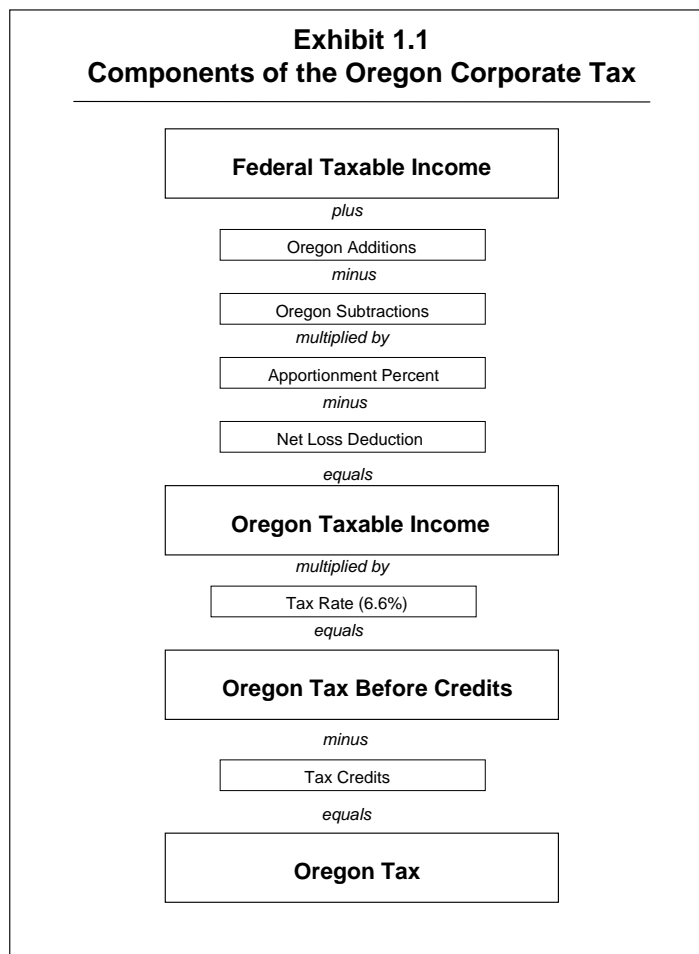 Exhibit 1.1
Components of the Oregon Corporate Tax
Federal Taxable Income
plus
Oregon Additions
minus
Oregon Subtractions
multiplied by
Apportionment Percent
minus
Net Loss Deduction
equals
Oregon Taxable Income
multiplied by
Tax Rate (6.6%)
equals
Oregon Tax Before Credits
minus
Tax Credits
equals
Oregon Tax